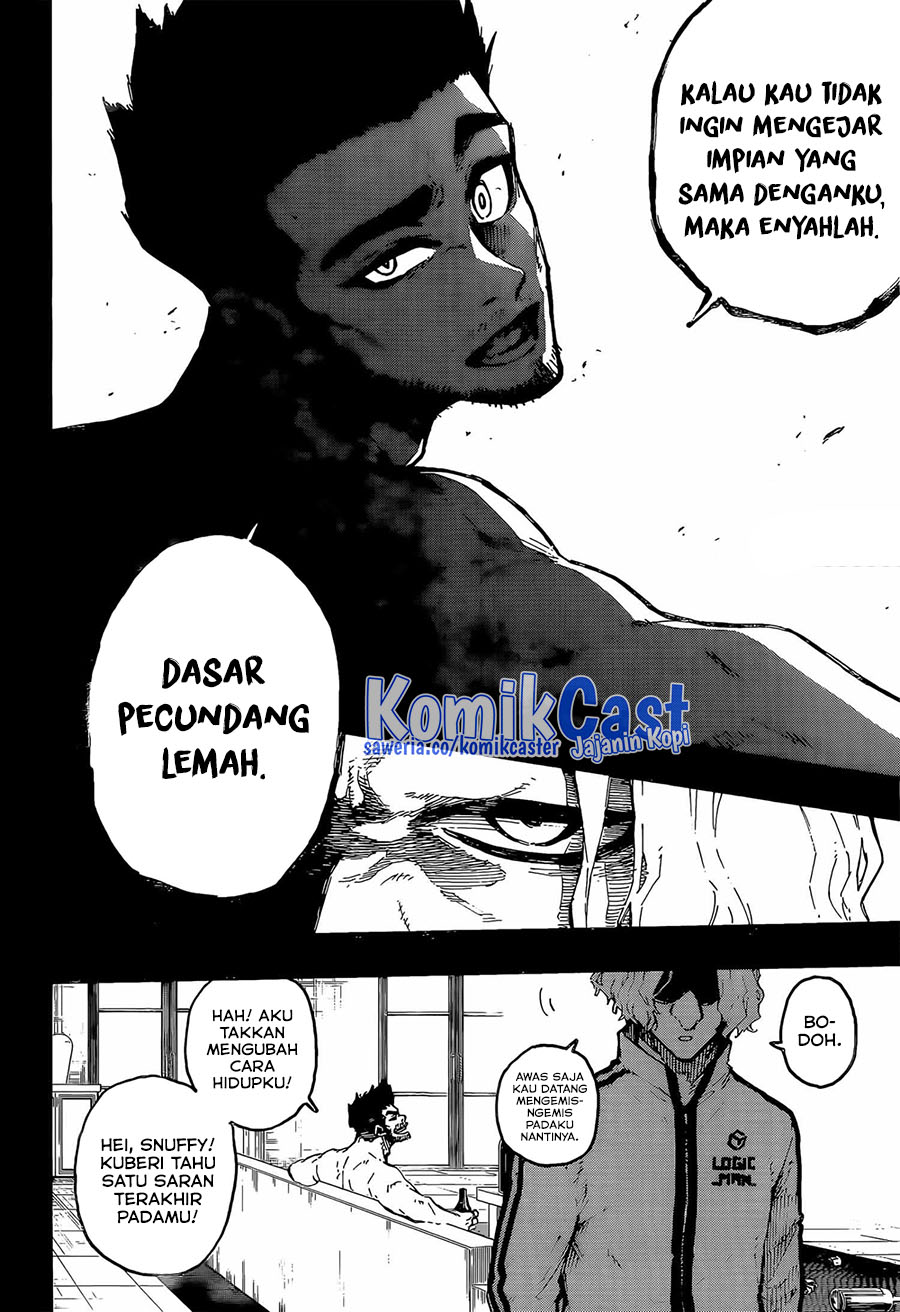 KALAU KAU TIDAK
INGIN MENGEJAR
IMPIAN YANG
SAMA DENGANKU,
MAKA ENYAHLAH.
DASAR
PECUNDANG
LEMAH.
KomikCast
saweria.co/komikcaster Jajanin Kopi
BO-
DOH.
AWAS SAJA
KAU DATANG
MENGEMIS-
NGEMIS
PADAKU
NANTINYA.
LOGIC
MAN
HAH! AKU
TAKKAN
MENGUBAH
CARA
HIDUPKU!
HEI, SNUFFY!
KUBERI TAHU
SATU SARAN
TERAKHIR
PADAMU!